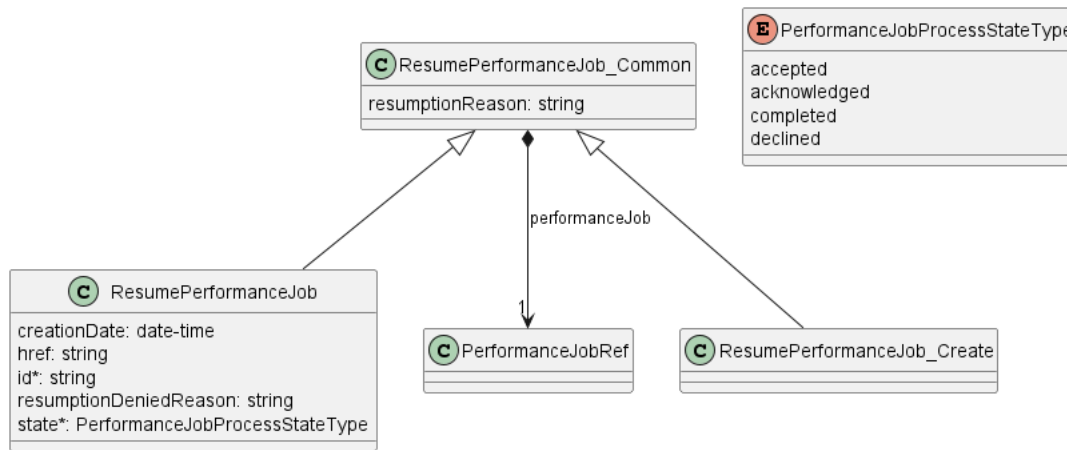 C ResumePerformanceJob_Common
resumptionReason: string
E PerformanceJobProcessStateType
accepted
acknowledged
completed
declined
performanceJob
1
C ResumePerformanceJob
creationDate: date-time
href: string
id*: string
resumptionDeniedReason: string
state*: PerformanceJobProcessStateType
C PerformanceJobRef
C ResumePerformanceJob_Create